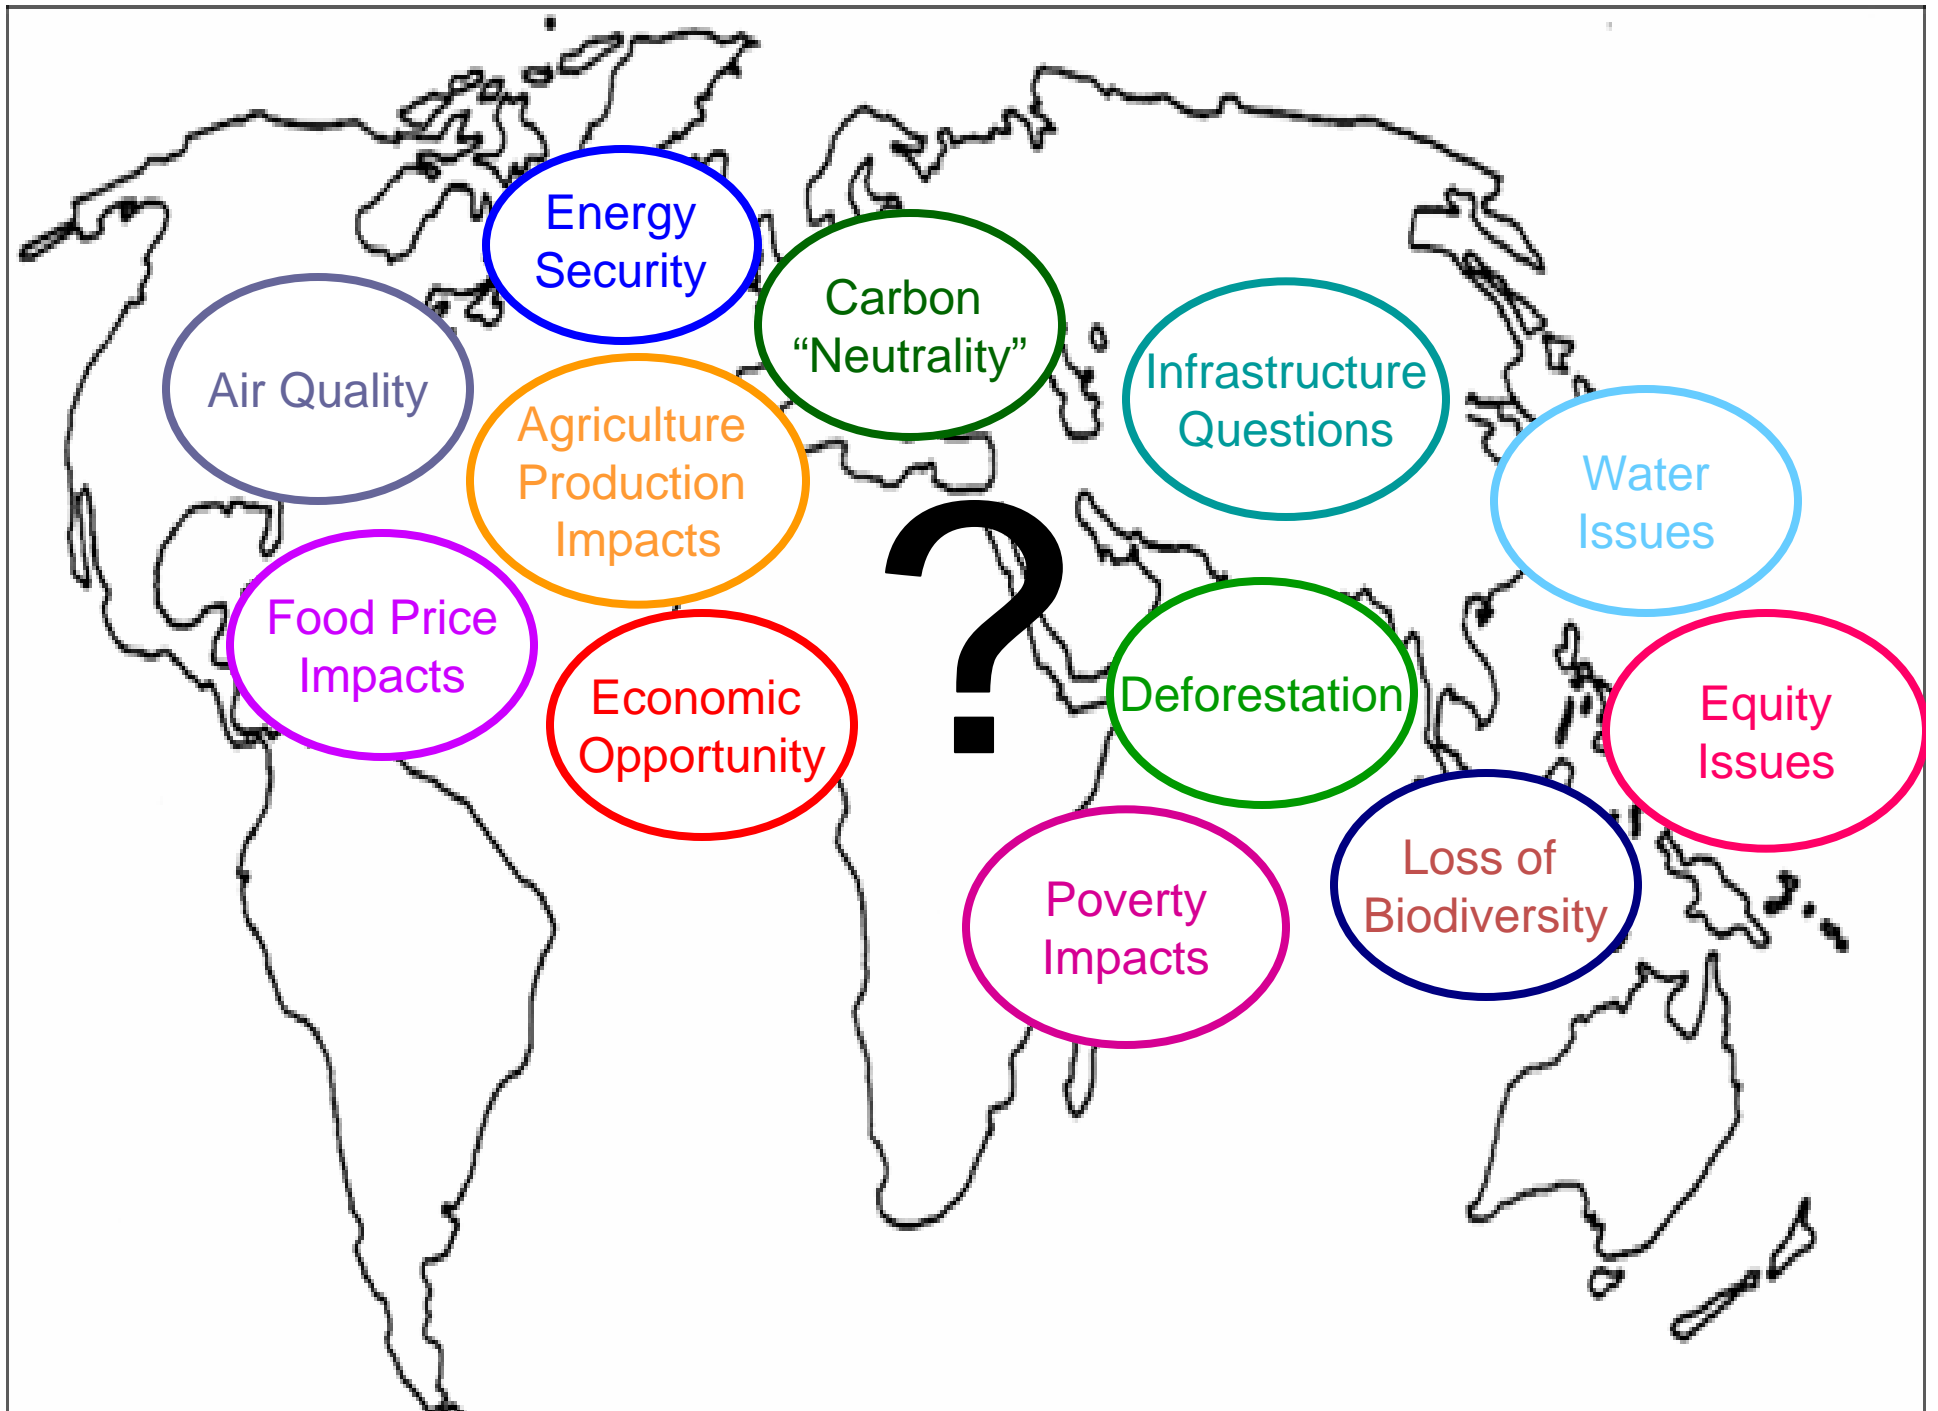 Energy
Security
Carbon
“Neutrality”
Air Quality
Agriculture
Production
Impacts
Infrastructure
Questions
Water
Issues
?
Food Price
Impacts
Economic
Opportunity
Deforestation
Equity
Issues
Poverty
Impacts
Loss of
Biodiversity